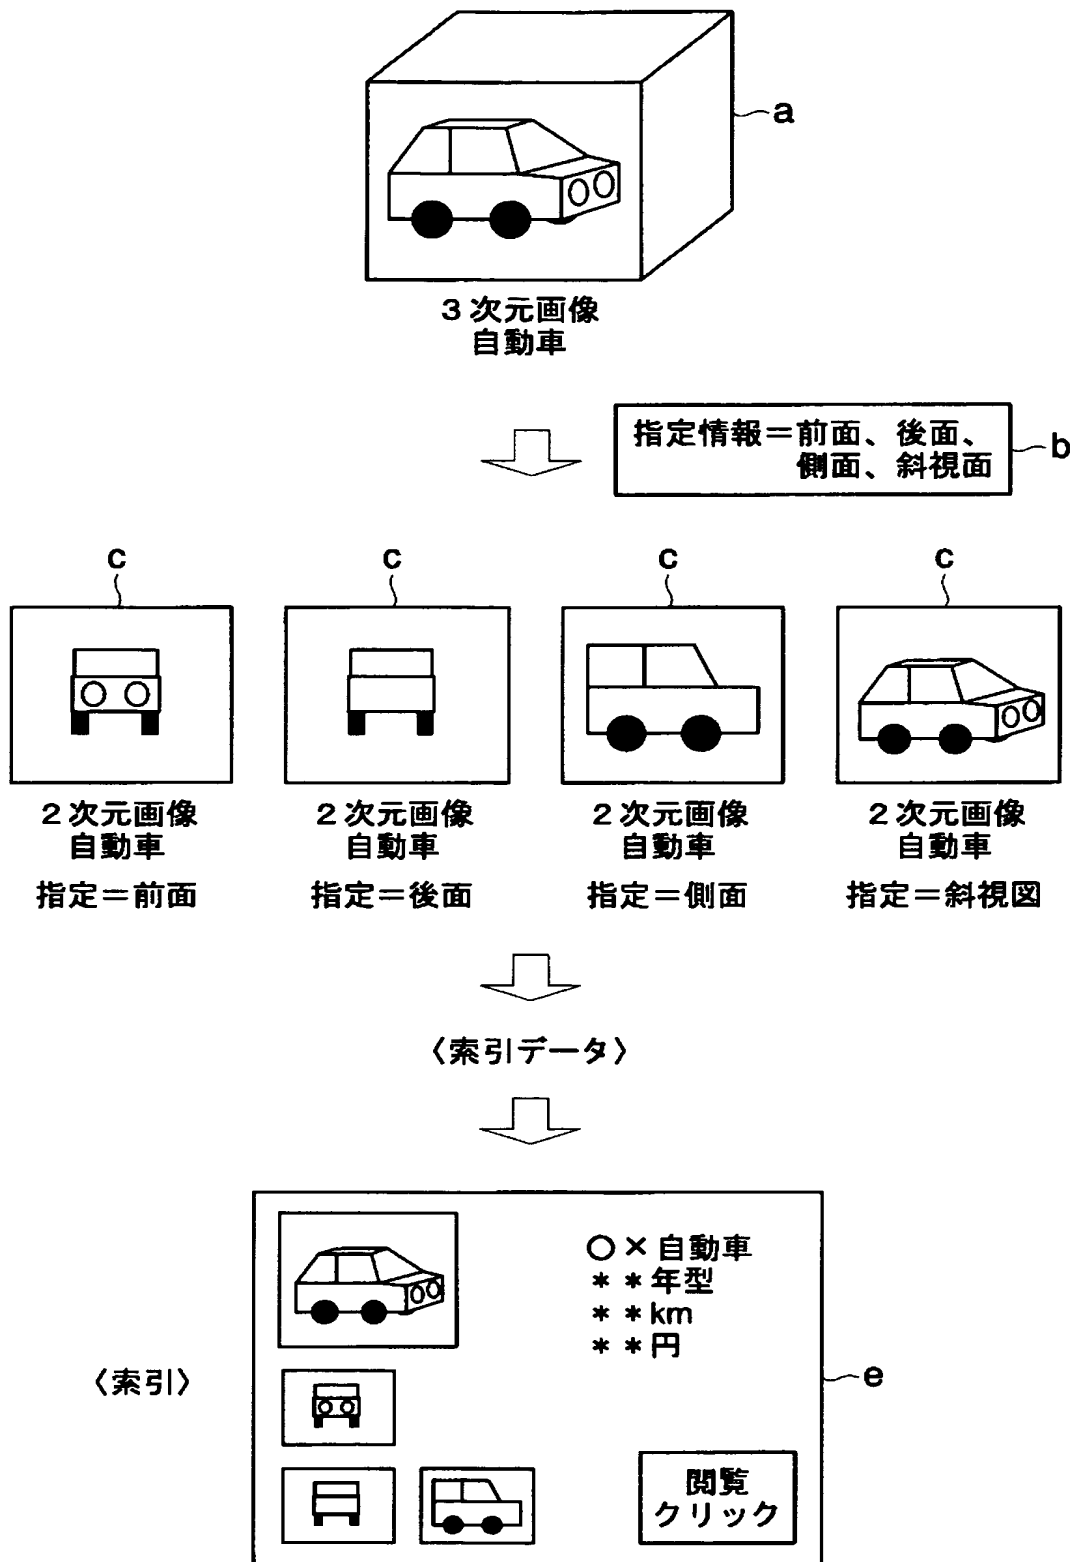 a
3次元画像
自動車
指定情報＝前面、後面、
側面、斜視面
b
c
c
c
c
2次元画像
自動車
指定＝前面
2次元画像
自動車
指定＝後面
2次元画像
自動車
指定＝側面
2次元画像
自動車
指定＝斜視図
〈索引データ〉
〈索引〉
○×自動車
＊＊年型
＊＊km
＊＊円
e
閲覧
クリック